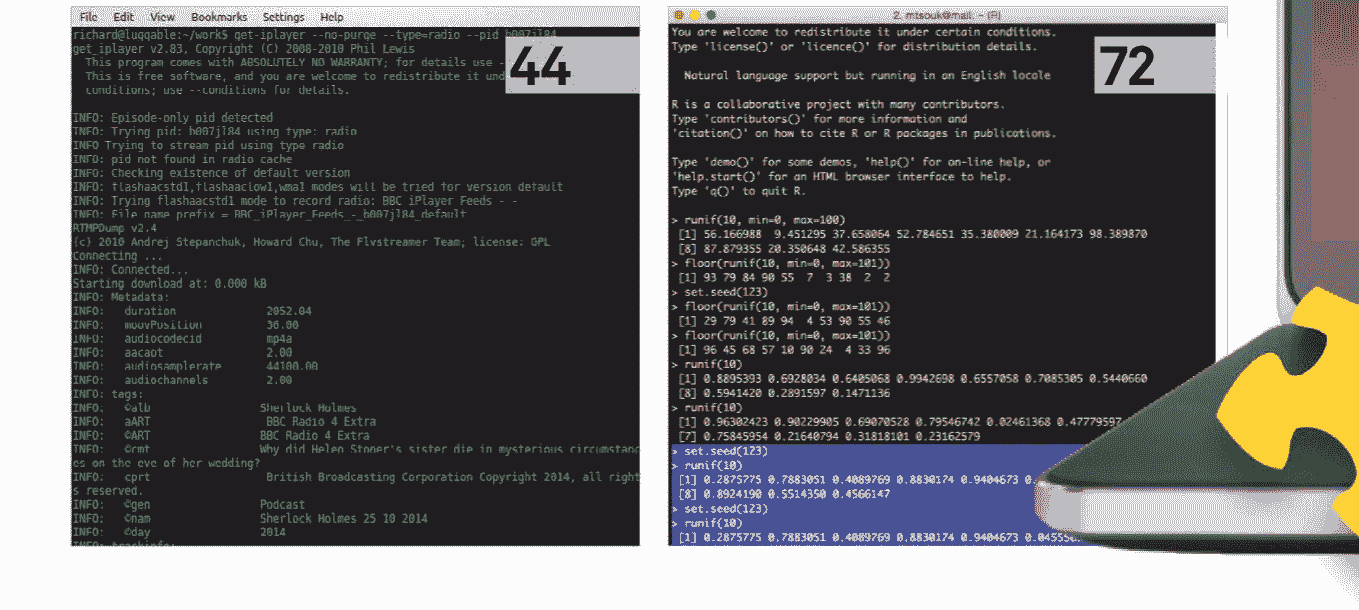 File Edit View Bookmarks Settings Help
richard@luggable:~/work$ get-iplayer --no-purge --type=radio --pid b007jl84
get_iplayer v2.83, Copyright (C) 2008-2010 Phil Lewis
This program comes with ABSOLUTELY NO WARRANTY; for details use -
This is free software, and you are welcome to redistribute it und
conditions; use --conditions for details.
44
INFO: Episode-only pid detected
INFO: Trying pid: b007jl84 using type: radio
INFO Trying to stream pid using type radio
INFO: pid not found in radio cache
INFO: Checking existence of default version
INFO: flashaacstd1,flashaaclow1,wma1 modes will be tried for version default
INFO: Trying flashaacstd1 mode to record radio: BBC iPlayer Feeds - -
INFO: File name prefix = BBC_iPlayer_Feeds_-_b007jl84_default
RTMPDump v2.4
(c) 2010 Andrej Stepanchuk, Howard Chu, The Flvstreamer Team; license: GPL
Connecting ...
INFO: Connected...
Starting download at: 0.000 kB
INFO: Metadata:
INFO: duration 2052.04
INFO: moovPosition 36.00
INFO: audiocodecid mp4a
INFO: aacaot 2.00
INFO: audiosamplerate 44100.00
INFO: audiochannels 2.00
INFO: tags:
INFO: ©alb Sherlock Holmes
INFO: aART BBC Radio 4 Extra
INFO: ©ART BBC Radio 4 Extra
INFO: ©cmt Why did Helen Stoner's sister die in mysterious circumstanc
es on the eve of her wedding?
INFO: cprt British Broadcasting Corporation Copyright 2014, all right
s reserved.
INFO: ©gen Podcast
INFO: ©nam Sherlock Holmes 25 10 2014
INFO: ©day 2014
INFO: trackinfo:
2. mtsouk@mail: ~ (R)
You are welcome to redistribute it under certain conditions.
Type 'license()' or 'licence()' for distribution details.
72
Natural language support but running in an English locale
R is a collaborative project with many contributors.
Type 'contributors()' for more information and
'citation()' on how to cite R or R packages in publications.
Type 'demo()' for some demos, 'help()' for on-line help, or
'help.start()' for an HTML browser interface to help.
Type 'q()' to quit R.
> runif(10, min=0, max=100)
[1] 56.166988 9.451295 37.658064 52.784651 35.380009 21.164173 98.389870
[8] 87.879355 20.350648 42.586355
> floor(runif(10, min=0, max=101))
[1] 93 79 84 90 55 7 3 38 2 2
> set.seed(123)
> floor(runif(10, min=0, max=101))
[1] 29 79 41 89 94 4 53 90 55 46
> floor(runif(10, min=0, max=101))
[1] 96 45 68 57 10 90 24 4 33 96
> runif(10)
[1] 0.8895393 0.6928034 0.6405068 0.9942698 0.6557058 0.7085305 0.5440660
[8] 0.5941420 0.2891597 0.1471136
> runif(10)
[1] 0.96302423 0.90229905 0.69070528 0.79546742 0.02461368 0.47779597
[7] 0.75845954 0.21640794 0.31818101 0.23162579
> set.seed(123)
> runif(10)
[1] 0.2875775 0.7883051 0.4089769 0.8830174 0.9404673 0.
[8] 0.8924190 0.5514350 0.4566147
> set.seed(123)
> runif(10)
[1] 0.2875775 0.7883051 0.4089769 0.8830174 0.9404673 0.04555